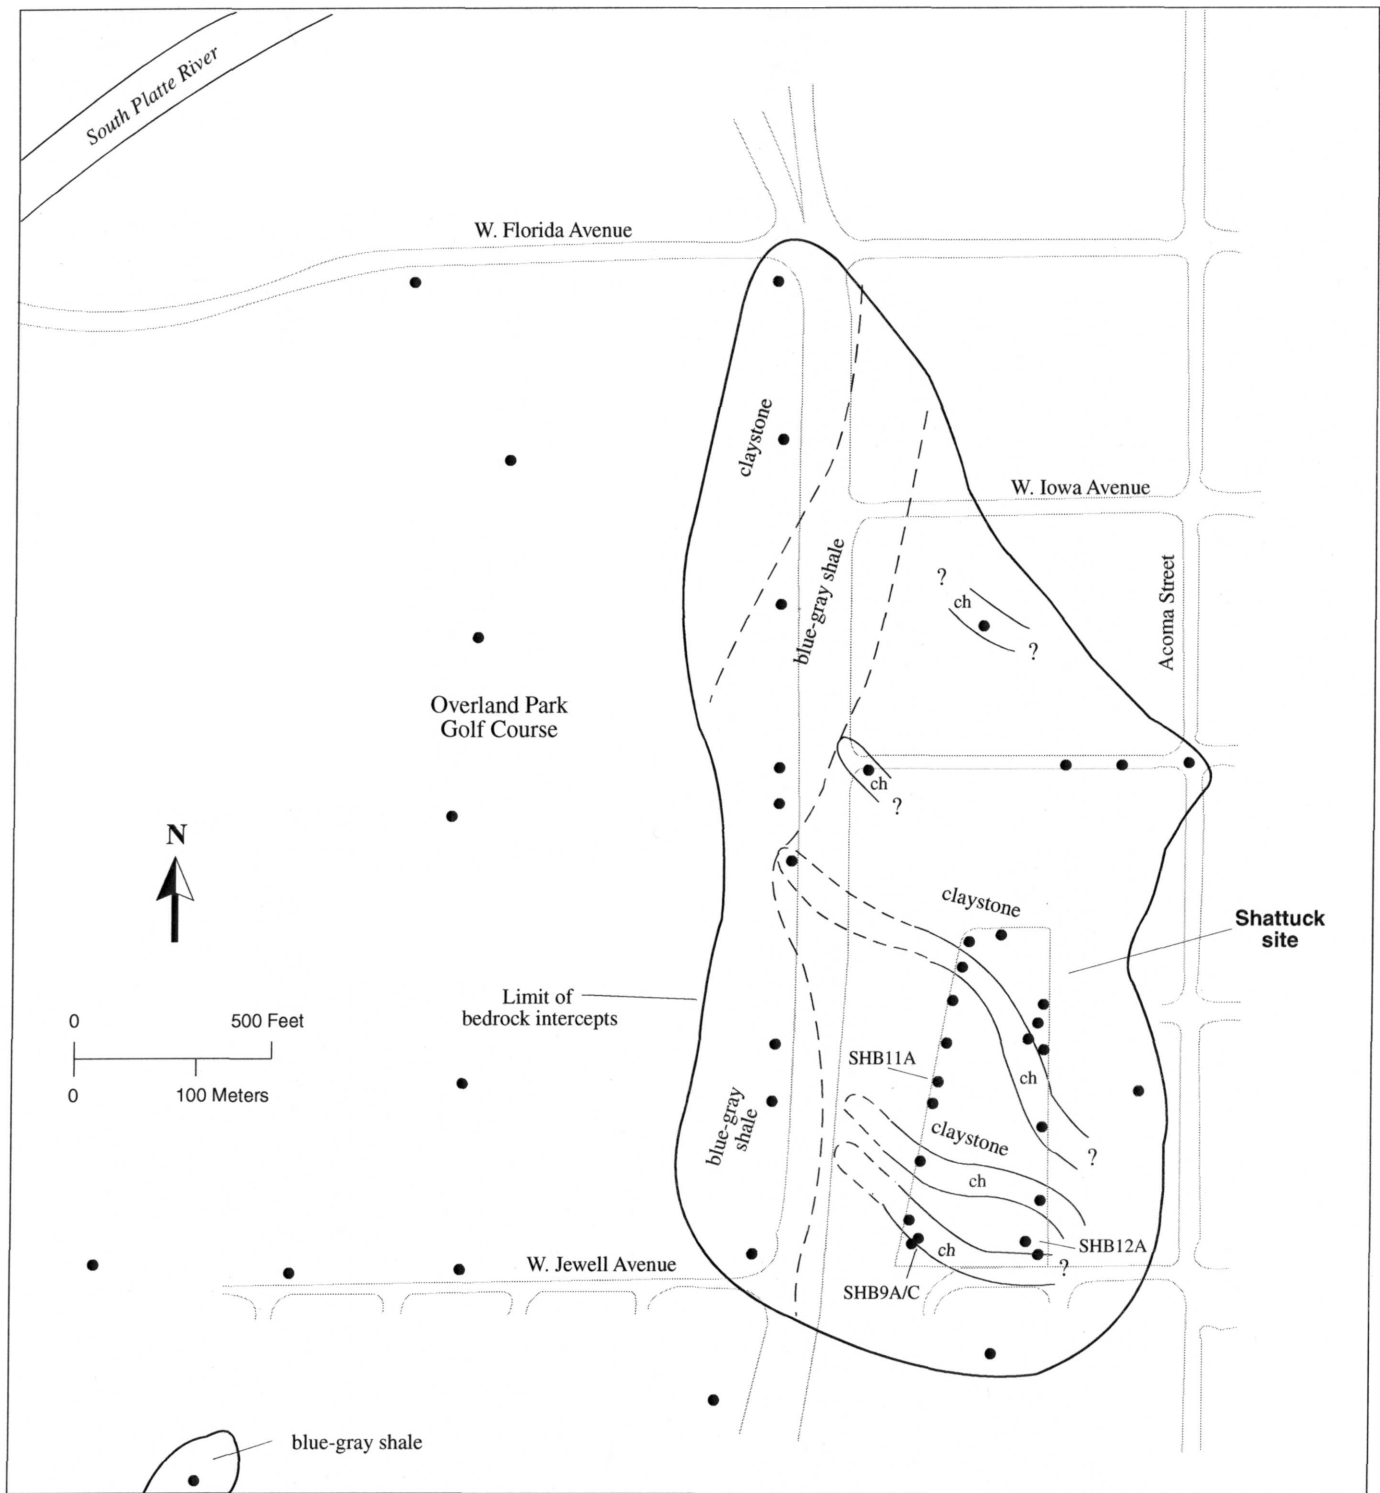 South Platte River
W. Florida Avenue
claystone
W. Iowa Avenue
blue-gray shale
?
ch
?
Acoma Street
Overland Park
Golf Course
ch
?
N
claystone
Shattuck
site
Limit of
bedrock intercepts
0
500 Feet
0
100 Meters
SHB11A
ch
blue-gray
shale
claystone
?
ch
SHB12A
ch
?
W. Jewell Avenue
SHB9A/C
blue-gray shale